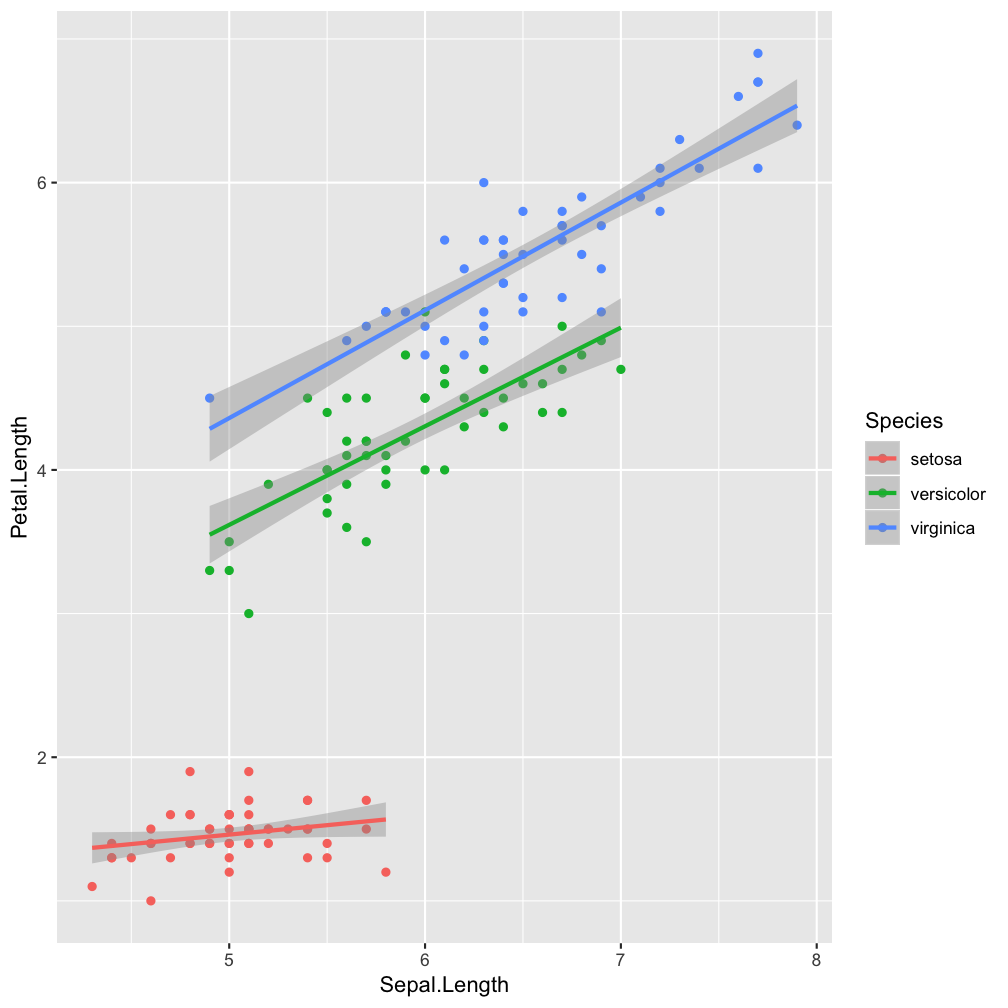 6
4
2
5 6 7 8
Sepal.Length
Petal.Length
Species
setosa
versicolor
virginica